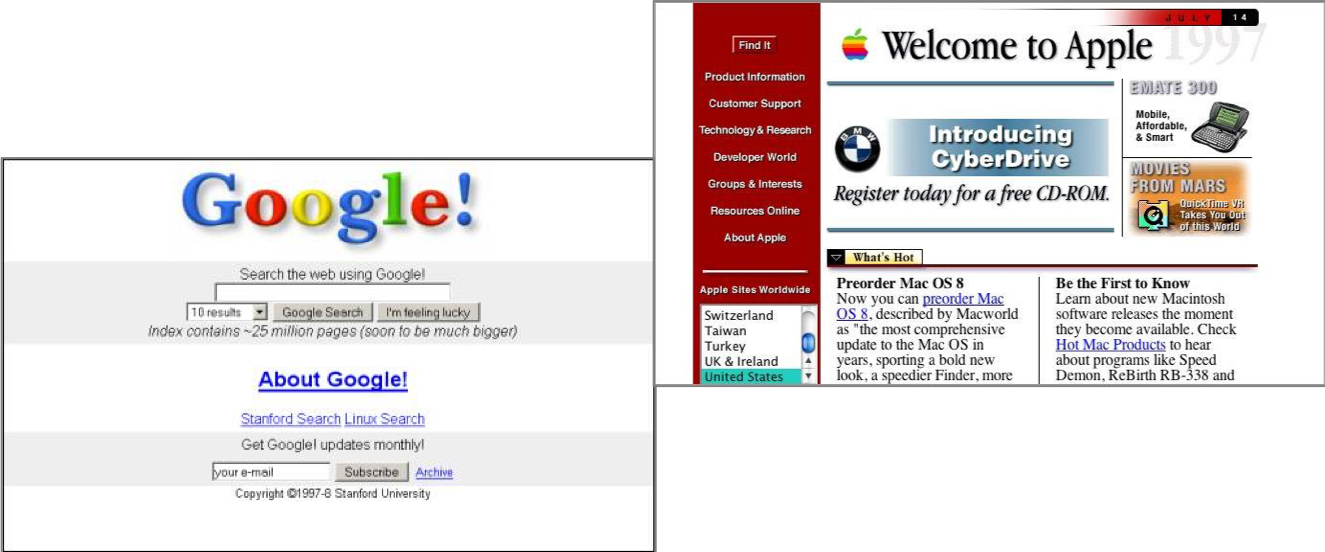 Google!
Search the web using Google!
10 results
Google Search
I'm feeling lucky
Index contains ~25 million pages (soon to be much bigger)
About Google!
Stanford Search Linux Search
Get Google! updates monthly!
your e-mail
Subscribe
Archive
Copyright ©1997-8 Stanford University
JULY 14
1997
Welcome to Apple
Find It
Product Information
Customer Support
Technology & Research
Developer World
Groups & Interests
Resources Online
About Apple
Apple Sites Worldwide
Switzerland
Taiwan
Turkey
UK & Ireland
United States
BMW
Introducing
CyberDrive
Register today for a free CD-ROM.
EMATE 300
Mobile,
Affordable,
& Smart
MOVIES
FROM MARS
QuickTime VR
Takes You Out
of this World
What's Hot
Preorder Mac OS 8
Now you can preorder Mac
OS 8, described by Macworld
as "the most comprehensive
update to the Mac OS in
years, sporting a bold new
look, a speedier Finder, more
Be the First to Know
Learn about new Macintosh
software releases the moment
they become available. Check
Hot Mac Products to hear
about programs like Speed
Demon, ReBirth RB-338 and